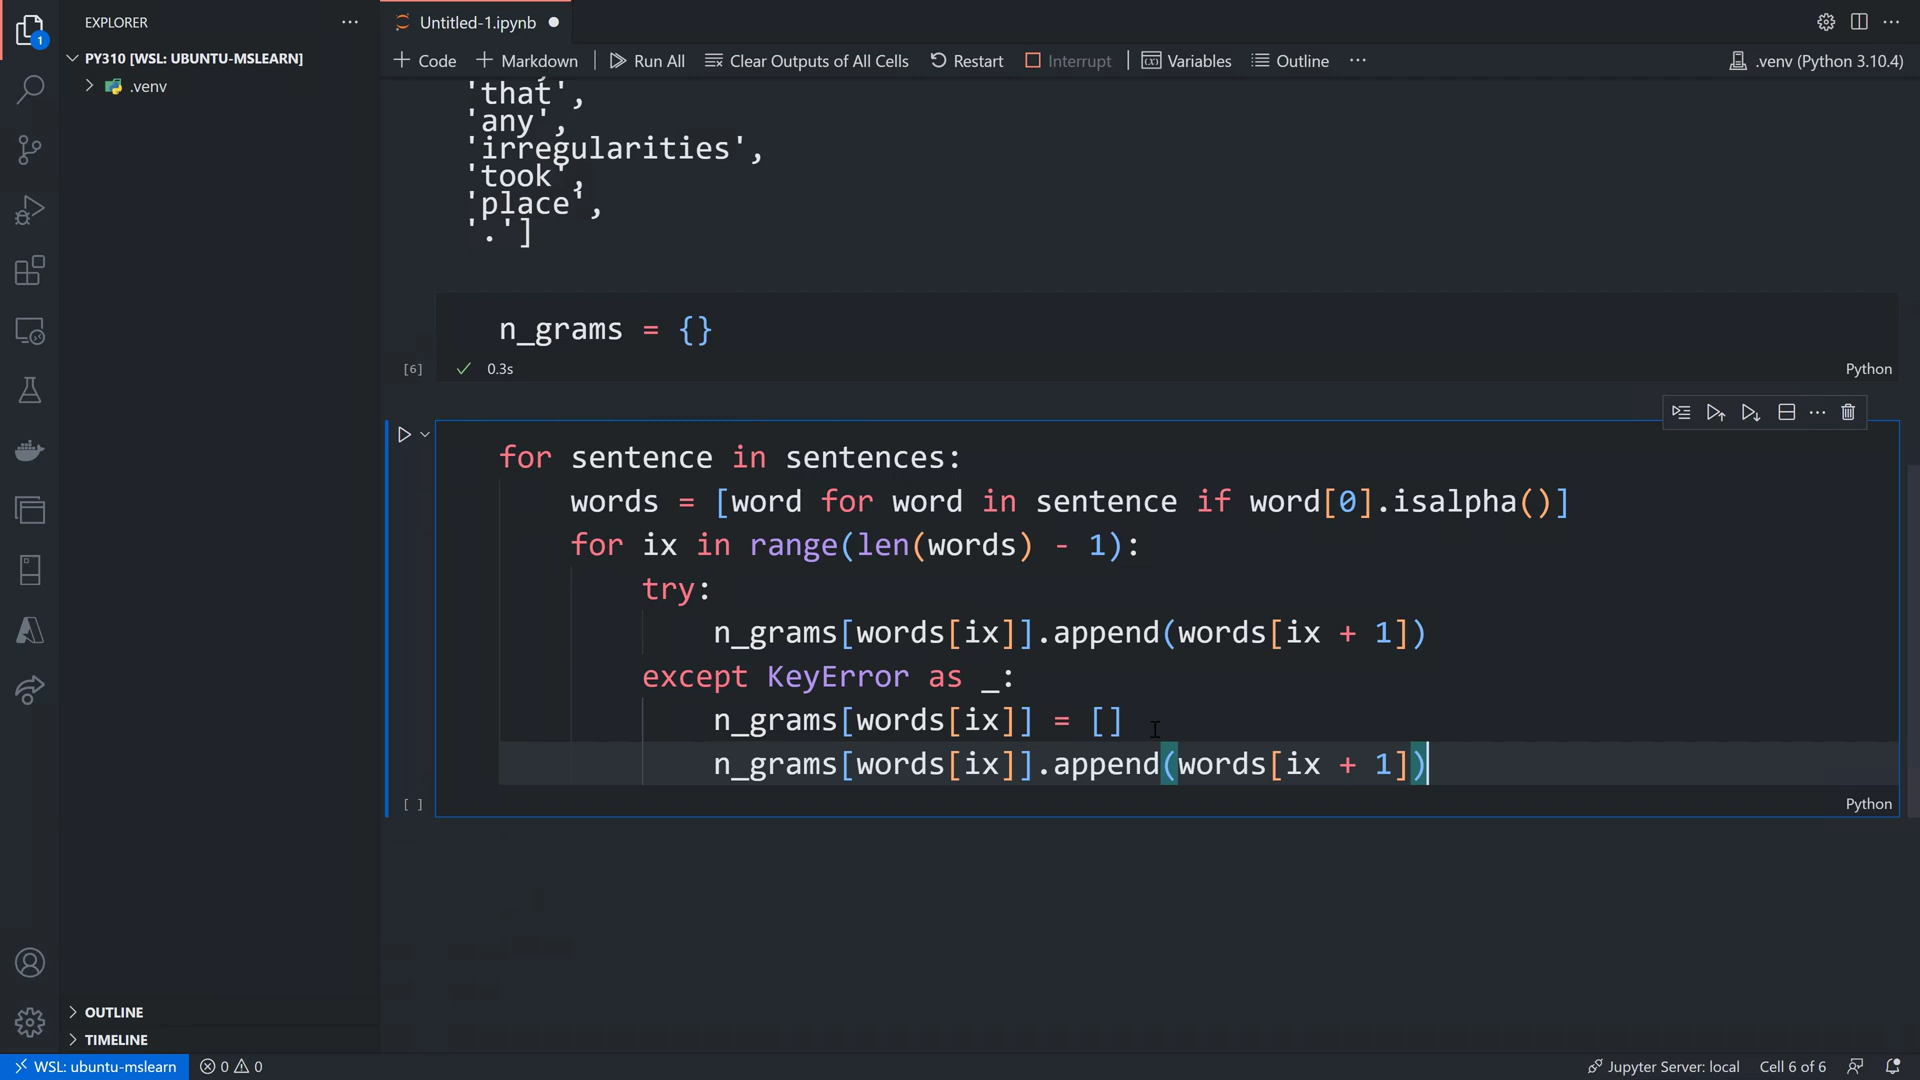 EXPLORER
PY310 [WSL: UBUNTU-MSLEARN]
.venv
OUTLINE
TIMELINE
1
Untitled-1.ipynb
Code
Markdown
Run All
Clear Outputs of All Cells
Restart
Interrupt
Variables
Outline
.venv (Python 3.10.4)
'that',
'any',
'irregularities',
'took',
'place',
'.']
n_grams = {}
[6]
0.3s
Python
for sentence in sentences:
words = [word for word in sentence if word[0].isalpha()]
for ix in range(len(words) - 1):
try:
n_grams[words[ix]].append(words[ix + 1])
except KeyError as _:
n_grams[words[ix]] = []
n_grams[words[ix]].append(words[ix + 1])
[ ]
Python
WSL: ubuntu-mslearn
0
0
Jupyter Server: local
Cell 6 of 6